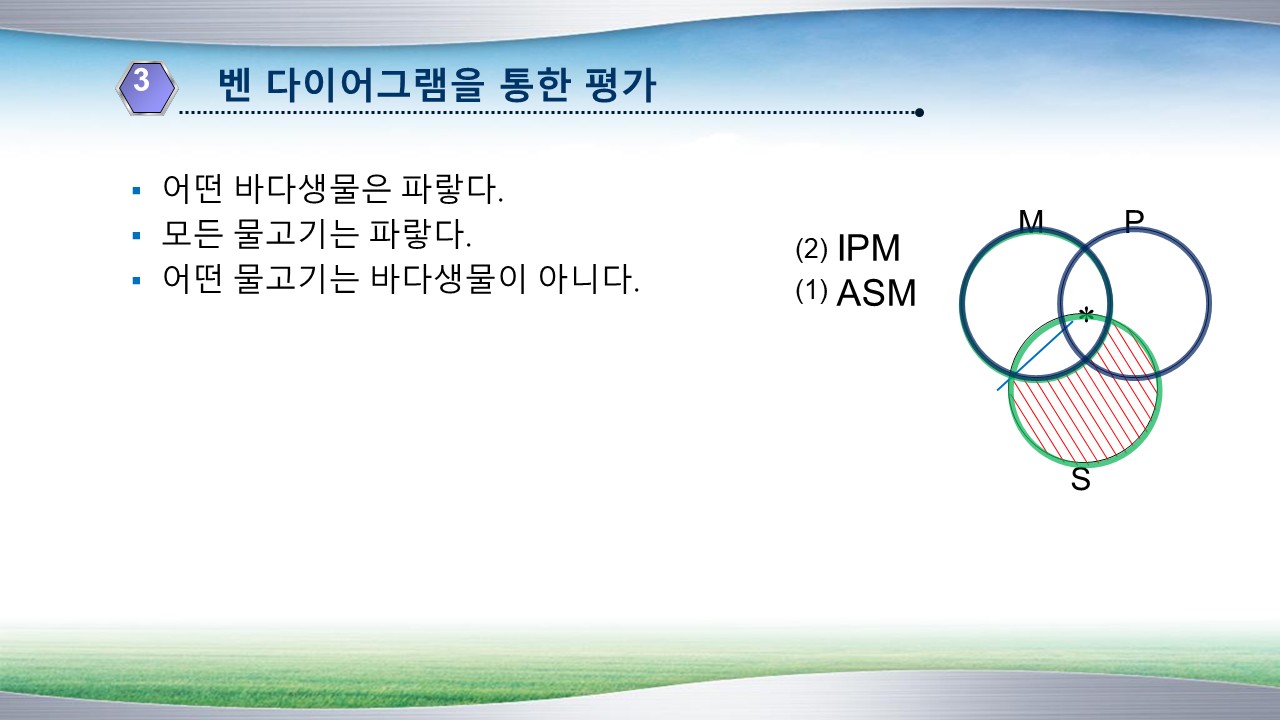 3
벤 다이어그램을 통한 평가
어떤 바다생물은 파랗다.
모든 물고기는 파랗다.
어떤 물고기는 바다생물이 아니다.
(2) IPM
(1) ASM
M
P
*
S